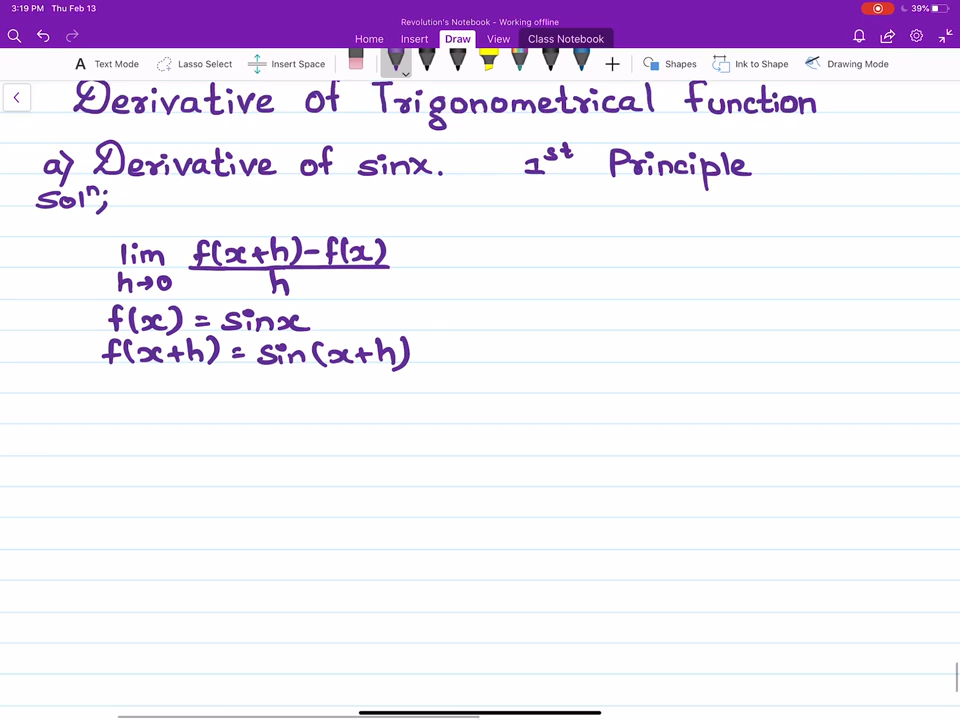 3:19 PM Thu Feb 13
39%
Revolution's Notebook - Working offline
Home Insert Draw View Class Notebook
Text Mode Lasso Select Insert Space Shapes Ink to Shape Drawing Mode
Derivative of Trigonometrical function
a) Derivative of sinx. 1st Principle
Solⁿ;
lim f(x+h)-f(x)
h→0 h
f(x) = sinx
f(x+h) = sin(x+h)